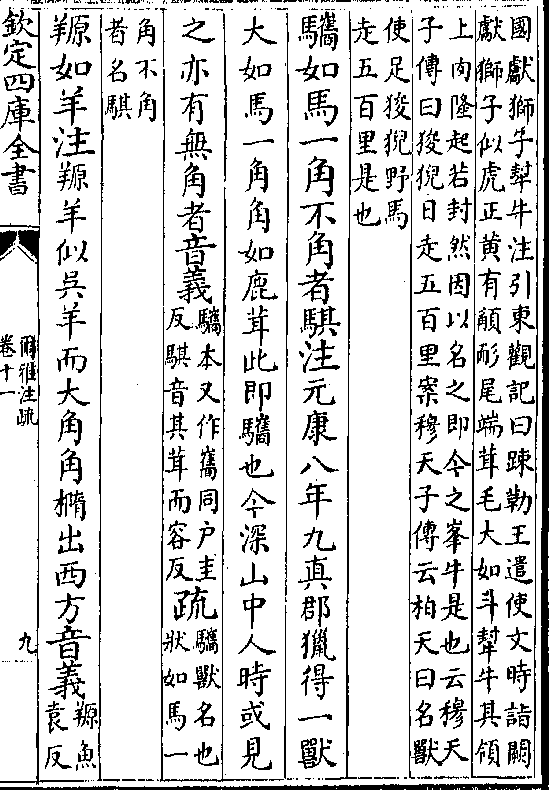 國獻獅子犎牛注引東觀記曰踈勒王遣使文時詣闕
獻獅子似虎正黄有髯耏尾端茸毛大如斗犎牛其領
上肉隆起若封然因以名之即今之峯牛是也云穆天
子傳曰狻猊日走五百里案穆天子傳云柏天曰名獸
使足狻猊野馬
走五百里是也
驨如馬一角不角者騏注元康八年九真郡獵得一獸
大如馬一角角如鹿茸此即驨也今深山中人時或見
之亦有無角者音義驨本又作觿同户圭
反騏音其茸而容反疏驨獸名也
狀如馬一
角不角
者名騏
羱如羊注羱羊似吳羊而大角角橢出西方音義羱魚
袁反
欽定四庫全書
爾雅注疏
卷十一
九